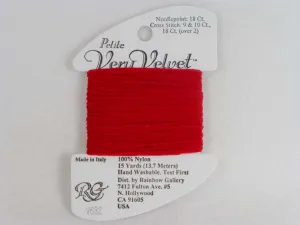 Needlepoint: 18 Ct.
Cross Stitch: 9 & 10 Ct.,
18 Ct. (over 2)
Petite
Very Velvet
Made in Italy
100% Nylon
15 Yards (13.7 Meters)
Hand Washable, Test First
Dist. by Rainbow Gallery
7412 Fulton Ave. #5
N. Hollywood
CA 91605
USA
RG